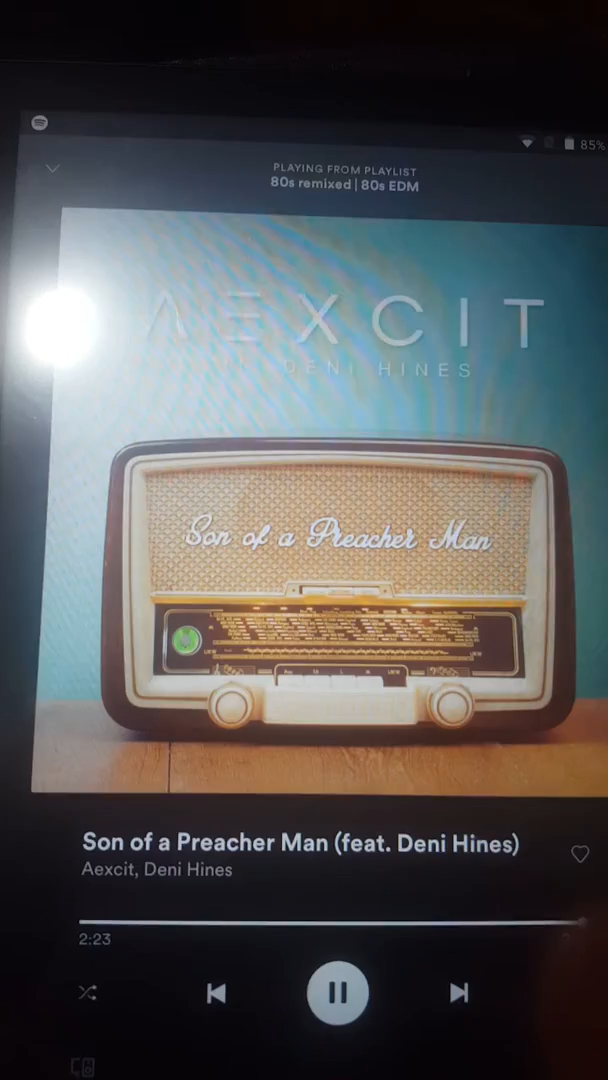 85%
PLAYING FROM PLAYLIST
80s remixed | 80s EDM
AEXCIT
DENI HINES
Son of a Preacher Man
Son of a Preacher Man (feat. Deni Hines)
Aexcit, Deni Hines
2:23